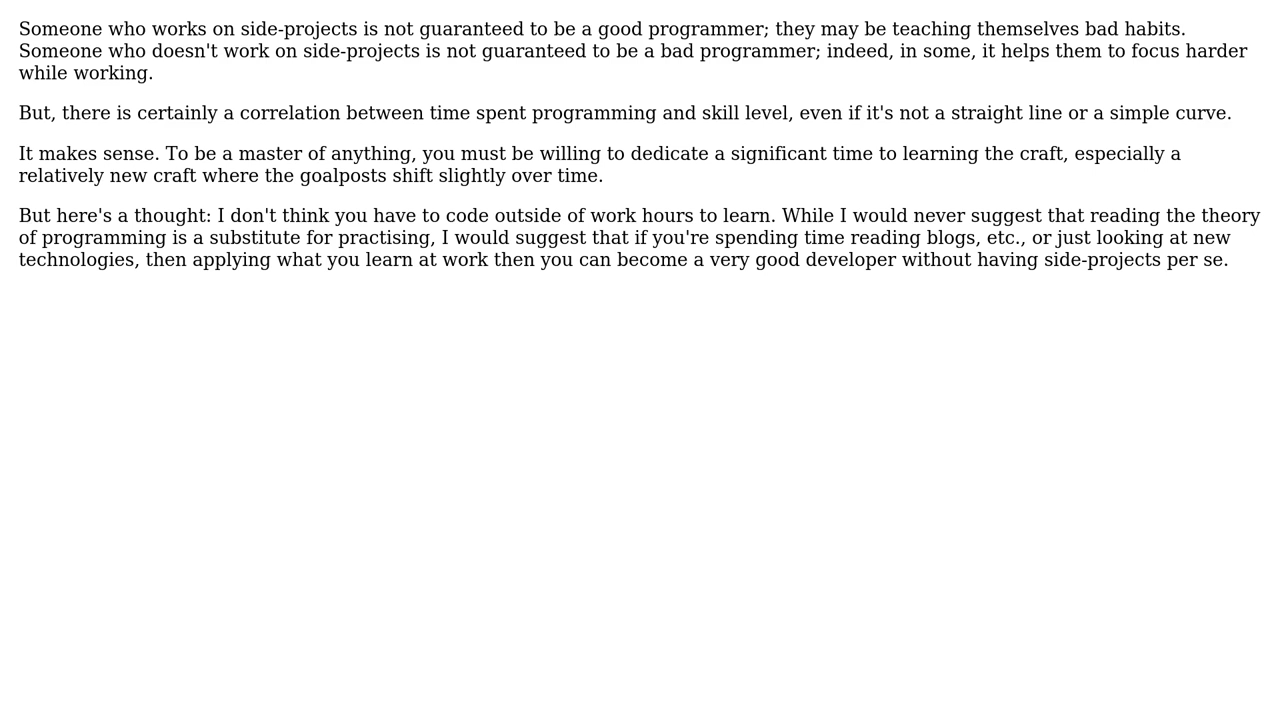 Someone who works on side-projects is not guaranteed to be a good programmer; they may be teaching themselves bad habits.
Someone who doesn't work on side-projects is not guaranteed to be a bad programmer; indeed, in some, it helps them to focus harder
while working.
But, there is certainly a correlation between time spent programming and skill level, even if it's not a straight line or a simple curve.
It makes sense. To be a master of anything, you must be willing to dedicate a significant time to learning the craft, especially a
relatively new craft where the goalposts shift slightly over time.
But here's a thought: I don't think you have to code outside of work hours to learn. While I would never suggest that reading the theory
of programming is a substitute for practising, I would suggest that if you're spending time reading blogs, etc., or just looking at new
technologies, then applying what you learn at work then you can become a very good developer without having side-projects per se.